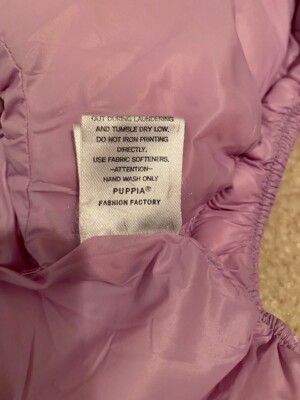 OUT DURING LAUNDERING
AND TUMBLE DRY LOW.
DO NOT IRON PRINTING
DIRECTLY.
USE FABRIC SOFTENERS.
-ATTENTION-
HAND WASH ONLY
PUPPIA®
FASHION FACTORY